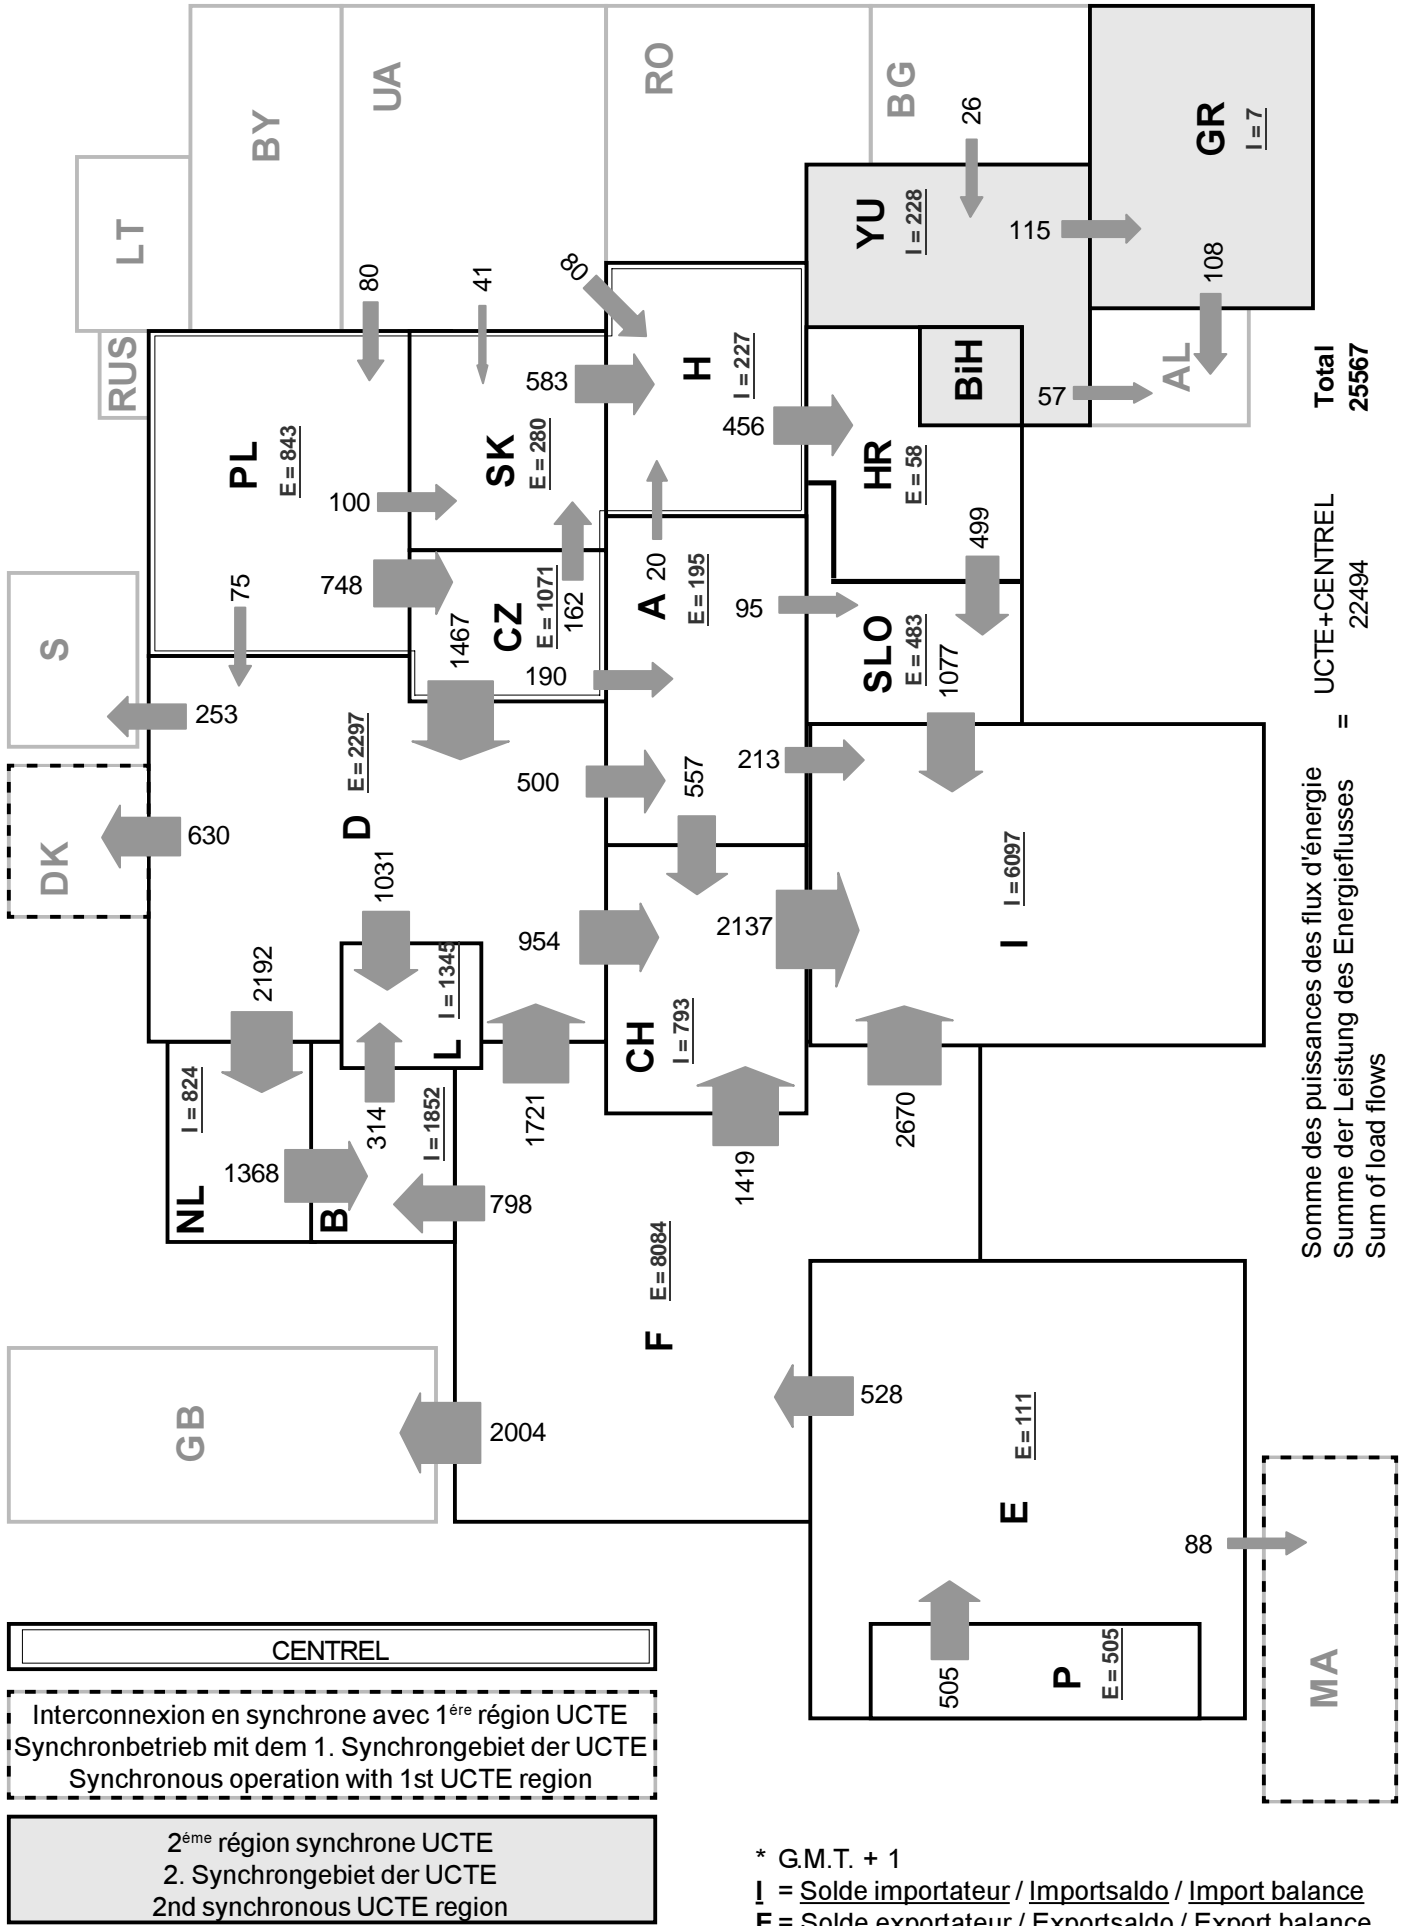 LT
BY
UA
RO
BG
RUS
80
41
80
26
YU
I = 228
115
GR
I = 7
108
AL
57
BiH
PL
E = 843
100
748
75
SK
E = 280
583
H
I = 227
456
HR
E = 58
499
CZ
E = 1071
162
1467
190
A
E = 195
20
95
SLO
E = 483
1077
S
253
D
E = 2297
500
557
213
DK
630
1031
954
2137
I
I = 6097
2192
L
I = 1345
1721
CH
I = 793
1419
2670
NL
I = 824
1368
B
I = 1852
314
798
F
E = 8084
GB
2004
528
E
E = 111
88
505
P
E = 505
MA
Somme des puissances des flux d'énergie
Summe der Leistung des Energieflusses
Sum of load flows
=
UCTE+CENTREL
22494
Total
25567
CENTREL
Interconnexion en synchrone avec 1ére région UCTE
Synchronbetrieb mit dem 1. Synchrongebiet der UCTE
Synchronous operation with 1st UCTE region
2éme région synchrone UCTE
2. Synchrongebiet der UCTE
2nd synchronous UCTE region
* G.M.T. + 1
I = Solde importateur / Importsaldo / Import balance
E = Solde exportateur / Exportsaldo / Export balance